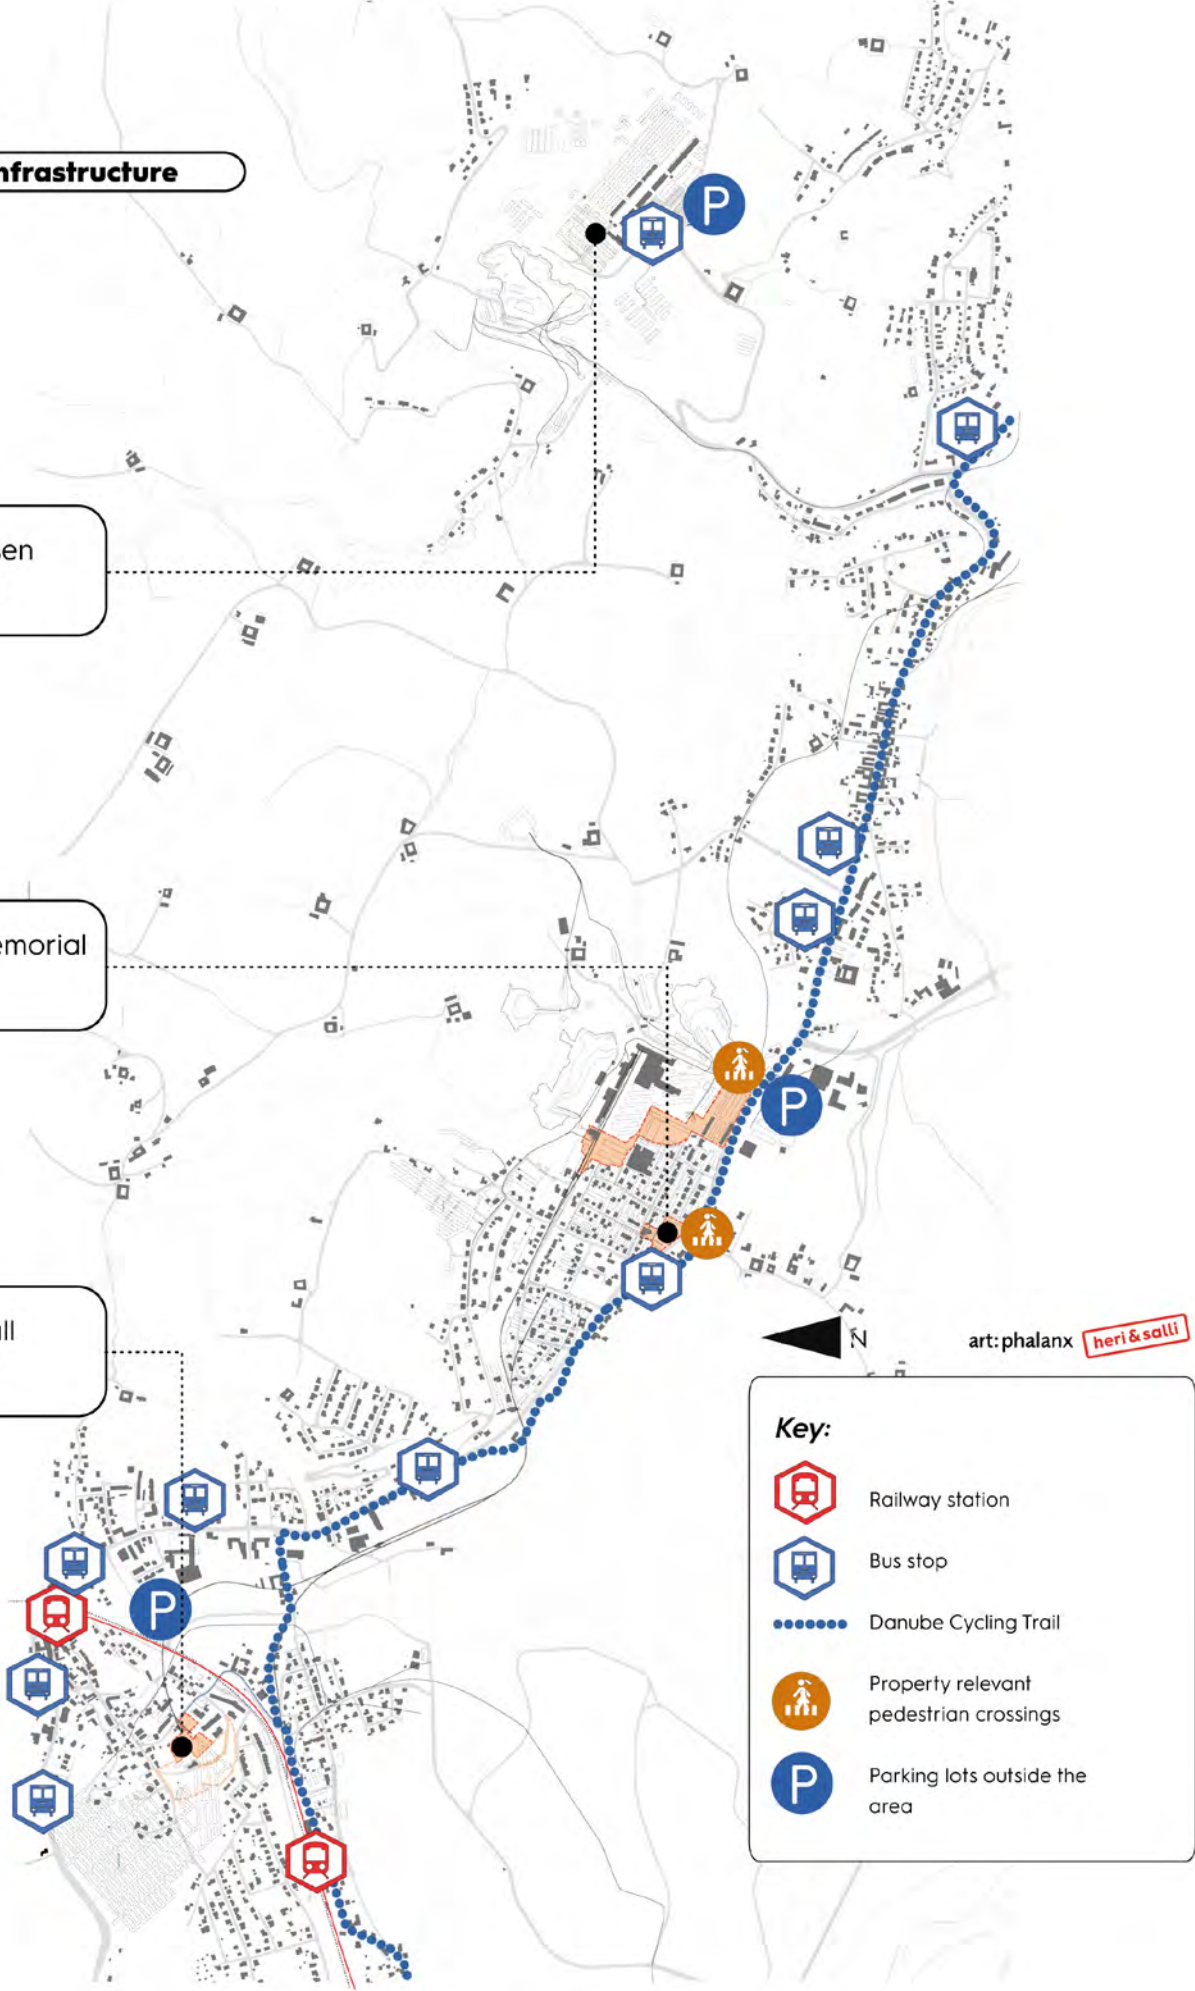 nfrastructure
P
en
emorial
P
all
N
art:phalanx heri&salli
Key:
Railway station
Bus stop
Danube Cycling Trail
Property relevant
pedestrian crossings
P
Parking lots outside the
area
P